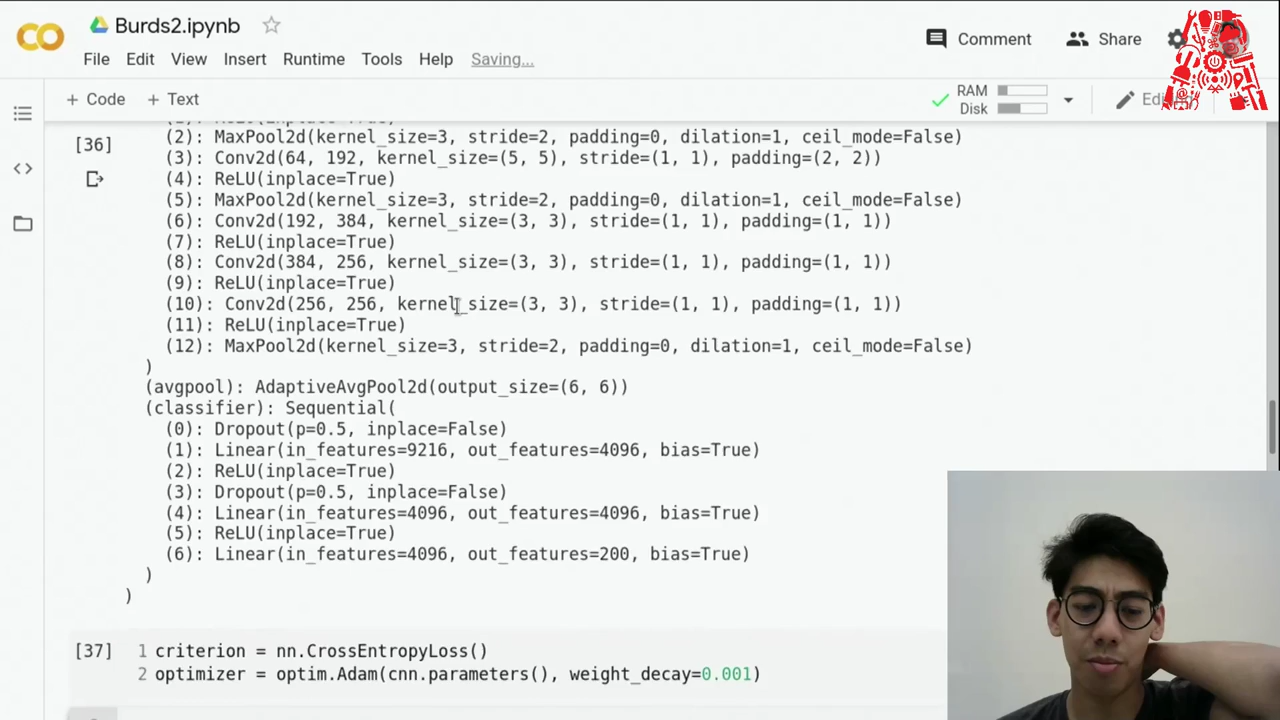 CO
Burds2.ipynb
Comment
Share
File Edit View Insert Runtime Tools Help Saving...
+ Code + Text
RAM
Disk
[36]
(2): MaxPool2d(kernel_size=3, stride=2, padding=0, dilation=1, ceil_mode=False)
(3): Conv2d(64, 192, kernel_size=(5, 5), stride=(1, 1), padding=(2, 2))
(4): ReLU(inplace=True)
(5): MaxPool2d(kernel_size=3, stride=2, padding=0, dilation=1, ceil_mode=False)
(6): Conv2d(192, 384, kernel_size=(3, 3), stride=(1, 1), padding=(1, 1))
(7): ReLU(inplace=True)
(8): Conv2d(384, 256, kernel_size=(3, 3), stride=(1, 1), padding=(1, 1))
(9): ReLU(inplace=True)
(10): Conv2d(256, 256, kernel_size=(3, 3), stride=(1, 1), padding=(1, 1))
(11): ReLU(inplace=True)
(12): MaxPool2d(kernel_size=3, stride=2, padding=0, dilation=1, ceil_mode=False)
)
(avgpool): AdaptiveAvgPool2d(output_size=(6, 6))
(classifier): Sequential(
(0): Dropout(p=0.5, inplace=False)
(1): Linear(in_features=9216, out_features=4096, bias=True)
(2): ReLU(inplace=True)
(3): Dropout(p=0.5, inplace=False)
(4): Linear(in_features=4096, out_features=4096, bias=True)
(5): ReLU(inplace=True)
(6): Linear(in_features=4096, out_features=200, bias=True)
)
)
[37] 1 criterion = nn.CrossEntropyLoss()
2 optimizer = optim.Adam(cnn.parameters(), weight_decay=0.001)